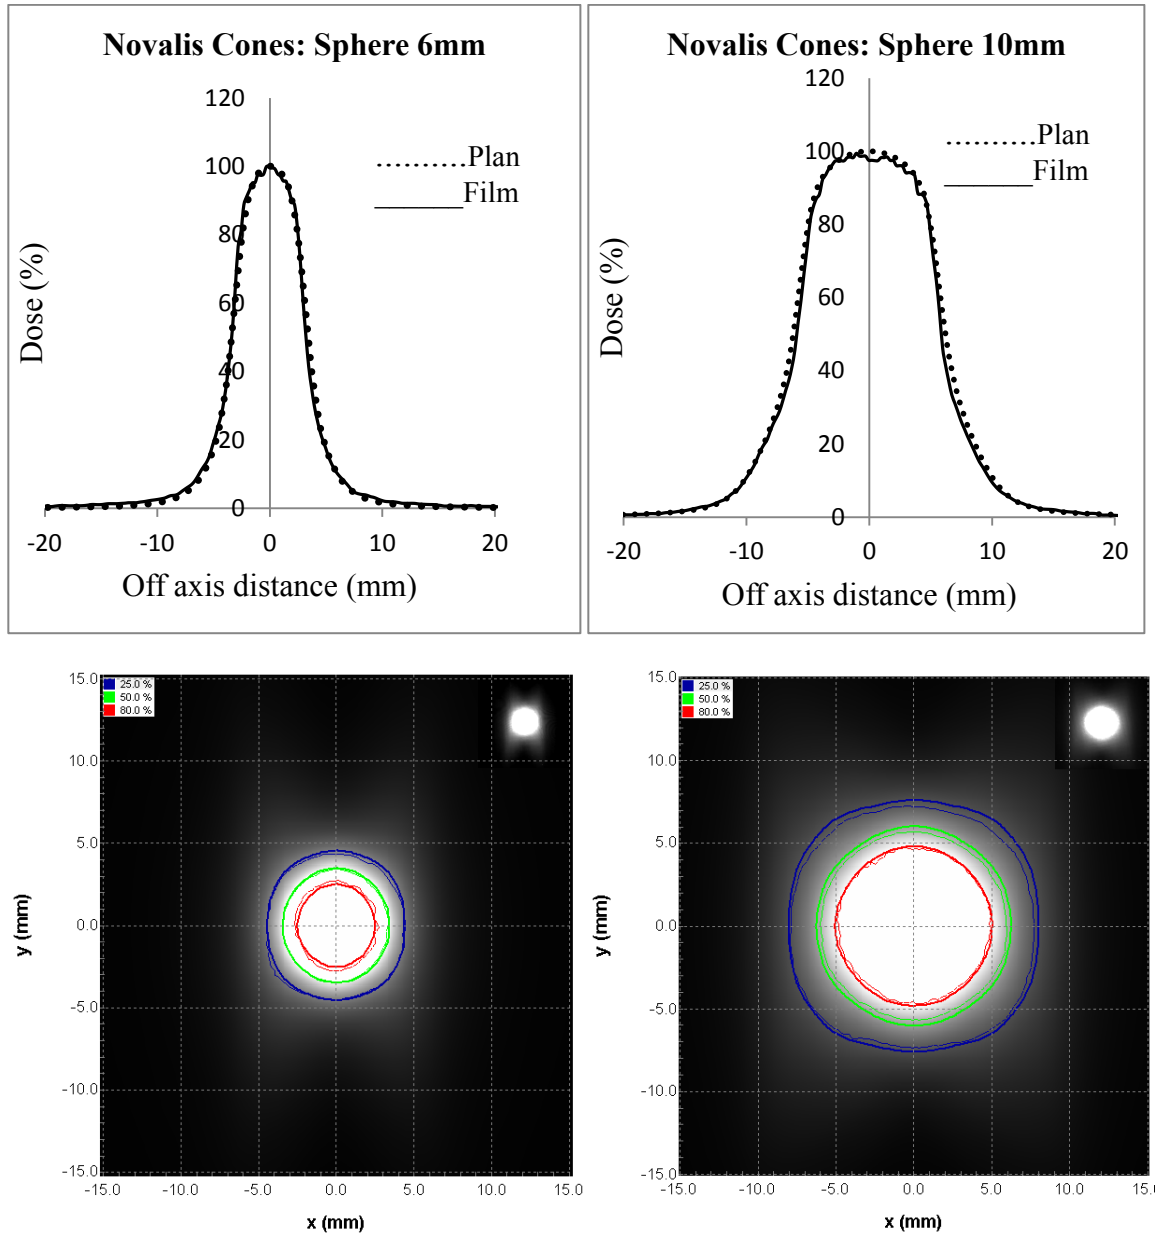 Novalis Cones: Sphere 6mm
120
100
80
60
40
20
0
-20 -10 0 10 20
Dose (%)
Off axis distance (mm)
Plan
Film
Novalis Cones: Sphere 10mm
120
100
80
60
40
20
0
-20 -10 0 10 20
Dose (%)
Off axis distance (mm)
Plan
Film
25.0 %
50.0 %
80.0 %
15.0
10.0
5.0
0.0
-5.0
-10.0
-15.0
-15.0 -10.0 -5.0 0.0 5.0 10.0 15.0
y (mm)
x (mm)
25.0 %
50.0 %
80.0 %
15.0
10.0
5.0
0.0
-5.0
-10.0
-15.0
-15.0 -10.0 -5.0 0.0 5.0 10.0 15.0
y (mm)
x (mm)